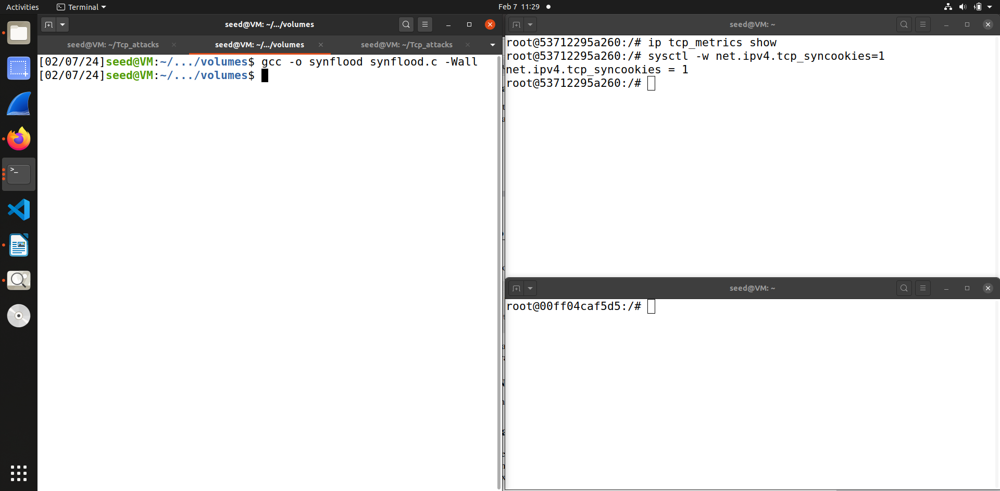 Activities
Terminal
Feb 7 11:29
seed@VM: ~/.../volumes
seed@VM: ~/Tcp_attacks
seed@VM: ~/.../volumes
seed@VM: ~/Tcp_attacks
[02/07/24]seed@VM:~/.../volumes$ gcc -o synflood synflood.c -Wall
[02/07/24]seed@VM:~/.../volumes$
seed@VM: ~
root@53712295a260:/# ip tcp_metrics show
root@53712295a260:/# sysctl -w net.ipv4.tcp_syncookies=1
net.ipv4.tcp_syncookies = 1
root@53712295a260:/#
seed@VM: ~
root@00ff04caf5d5:/#